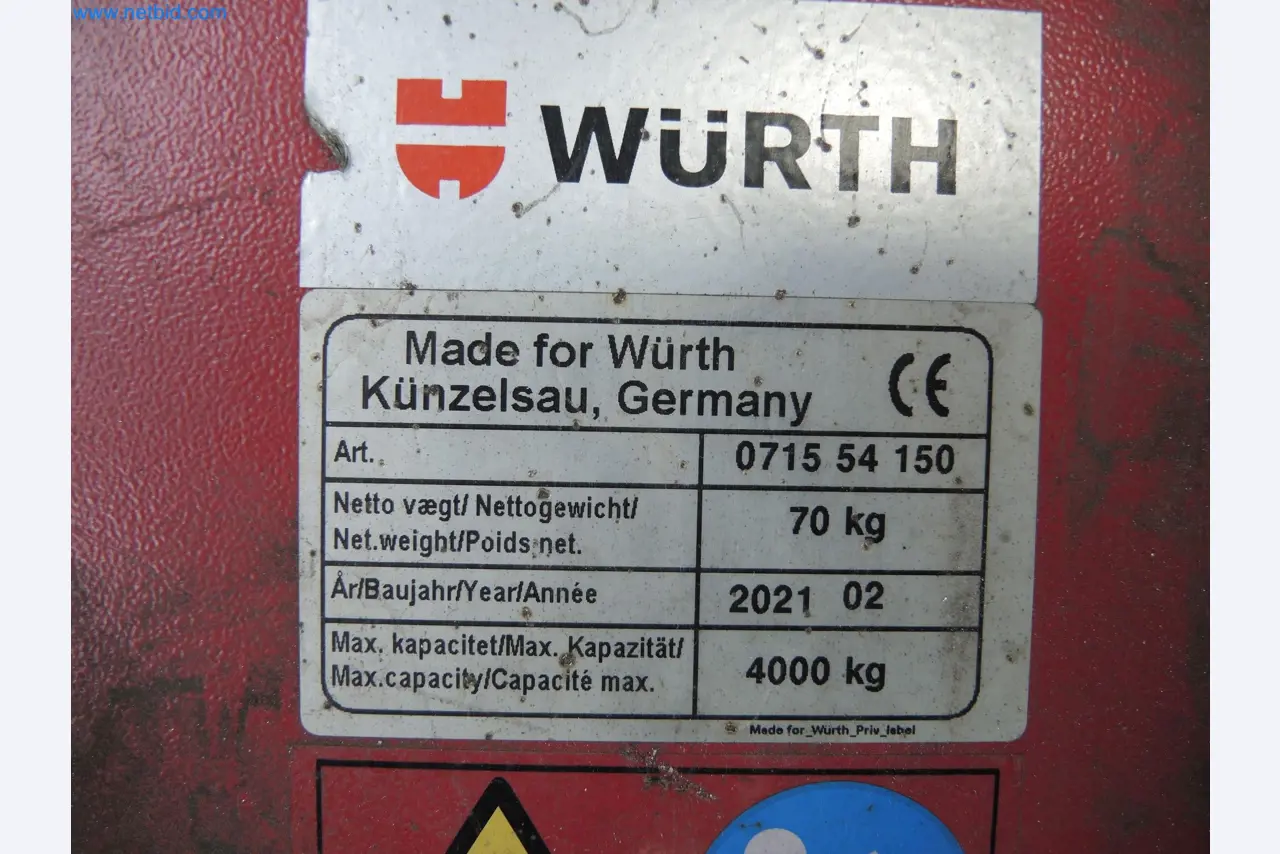 www.netbid.com
WÜRTH
Made for Würth
Künzelsau, Germany
CE
Art. 0715 54 150
Netto vægt/ Nettogewicht/
Net.weight/Poids net. 70 kg
År/Baujahr/Year/Année 2021 02
Max. kapacitet/Max. Kapazität/
Max.capacity/Capacité max. 4000 kg
Made for_Würth_Priv_label